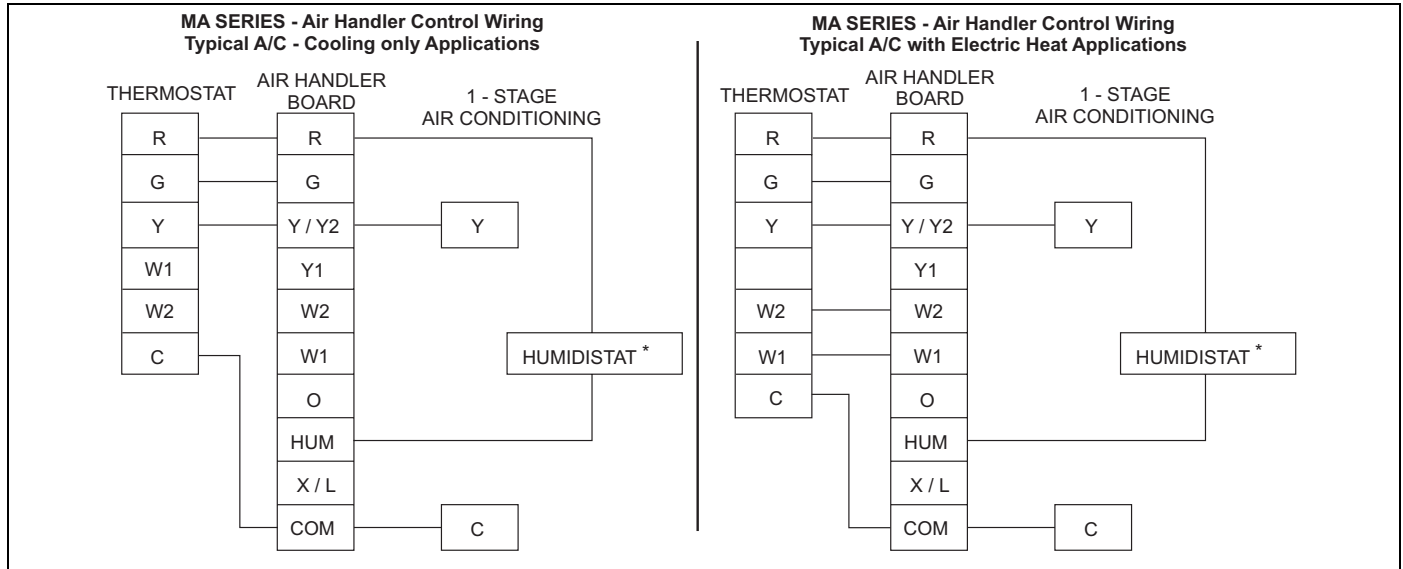 MA SERIES - Air Handler Control Wiring
Typical A/C - Cooling only Applications
THERMOSTAT
AIR HANDLER
BOARD
1 - STAGE
AIR CONDITIONING
R
G
Y
W1
W2
C
R
G
Y / Y2
Y1
W2
W1
O
HUM
X / L
COM
Y
HUMIDISTAT *
C
MA SERIES - Air Handler Control Wiring
Typical A/C with Electric Heat Applications
THERMOSTAT
AIR HANDLER
BOARD
1 - STAGE
AIR CONDITIONING
R
G
Y
W2
W1
C
R
G
Y / Y2
Y1
W2
W1
O
HUM
X / L
COM
Y
HUMIDISTAT *
C